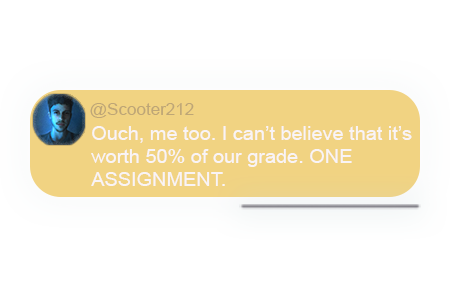 @Scooter212
Ouch, me too. I can't believe that it's
worth 50% of our grade. ONE
ASSIGNMENT.